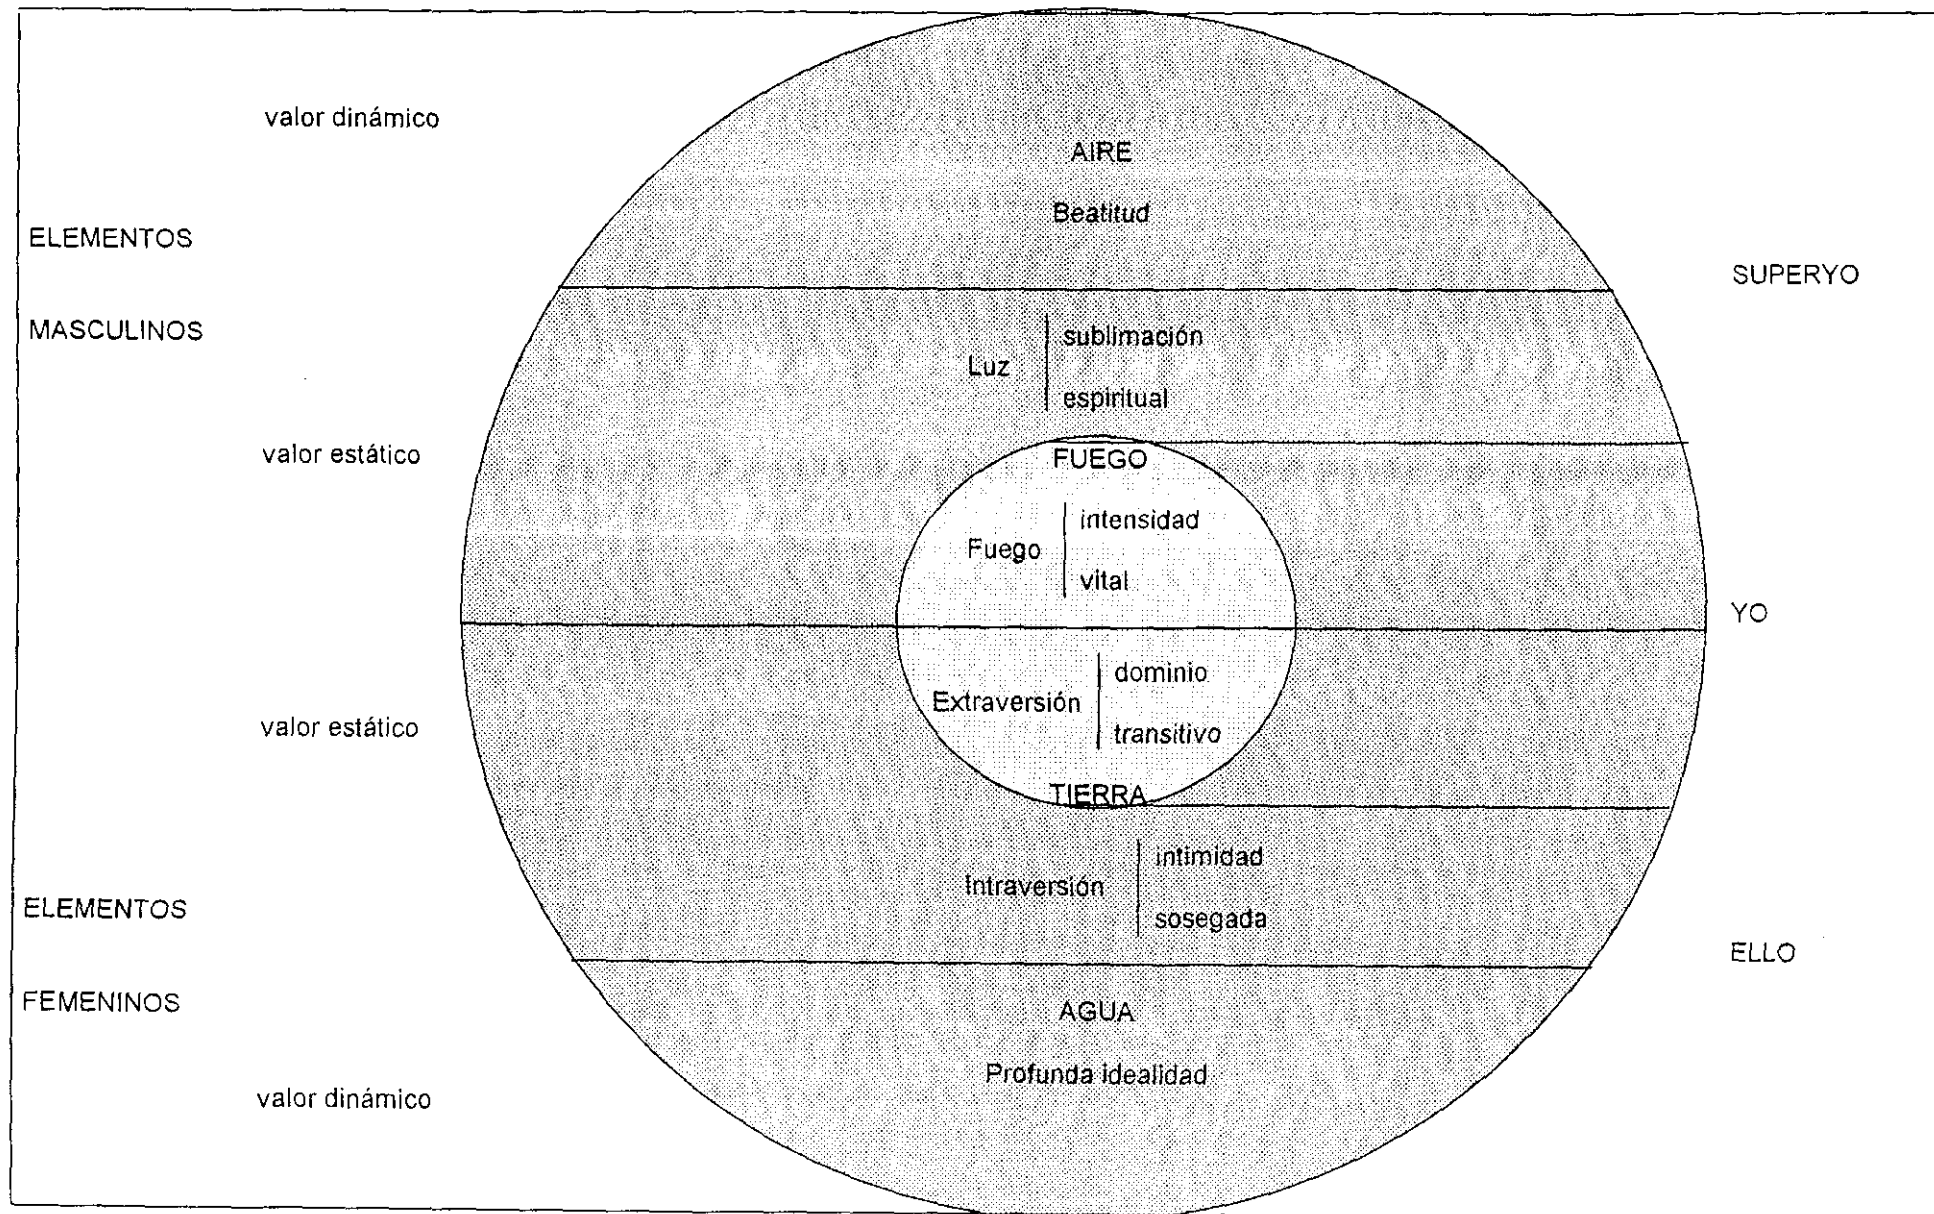 valor dinámico
AIRE
Beatitud
ELEMENTOS
SUPERYO
MASCULINOS
sublimación
Luz
espiritual
valor estático
FUEGO
intensidad
Fuego
vital
YO
dominio
Extraversión
valor estático
transitivo
TIERRA
intimidad
Intraversión
ELEMENTOS
sosegada
ELLO
FEMENINOS
AGUA
Profunda idealidad
valor dinámico